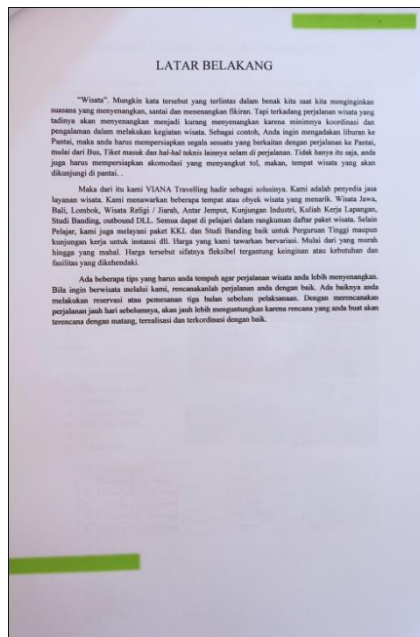 LATAR BELAKANG
"Wisata". Mungkin kata tersebut yang terlintas dalam benak kita saat kita menginginkan
suasana yang menyenangkan, santai dan menenangkan fikiran. Tapi terkadang perjalanan wisata yang
tadinya akan menyenangkan menjadi kurang menyenangkan karena minimnya koordinasi dan
pengalaman dalam melakukan kegiatan wisata. Sebagai contoh, Anda ingin mengadakan liburan ke
Pantai, maka anda harus mempersiapkan segala sesuatu yang berkaitan dengan perjalanan ke Pantai,
mulai dari Bus, Tiket masuk dan hal-hal teknis lainnya selam di perjalanan. Tidak hanya itu saja, anda
juga harus mempersiapkan akomodasi yang menyangkut tol, makan, tempat wisata yang akan
dikunjungi di pantai. .
Maka dari itu kami VIANA Travelling hadir sebagai solusinya. Kami adalah penyedia jasa
layanan wisata. Kami menawarkan beberapa tempat atau obyek wisata yang menarik. Wisata Jawa,
Bali, Lombok, Wisata Religi / Jiarah, Antar Jemput, Kunjungan Industri, Kuliah Kerja Lapangan,
Studi Banding, outbound DLL. Semua dapat di pelajari dalam rangkuman daftar paket wisata. Selain
Pelajar, kami juga melayani paket KKL dan Studi Banding baik untuk Perguruan Tinggi maupun
kunjungan kerja untuk instansi dll. Harga yang kami tawarkan bervariasi. Mulai dari yang murah
hingga yang mahal. Harga tersebut sifatnya fleksibel tergantung keinginan atau kebutuhan dan
fasilitas yang dikehendaki.
Ada beberapa tips yang harus anda tempuh agar perjalanan wisata anda lebih menyenangkan.
Bila ingin berwisata melalui kami, rencanakanlah perjalanan anda dengan baik. Ada baiknya anda
melakukan reservasi atau pemesanan tiga bulan sebelum pelaksanaan. Dengan merencanakan
perjalanan jauh hari sebelumnya, akan jauh lebih menguntungkan karena rencana yang anda buat akan
terencana dengan matang, terealisasi dan terkordinasi dengan baik.